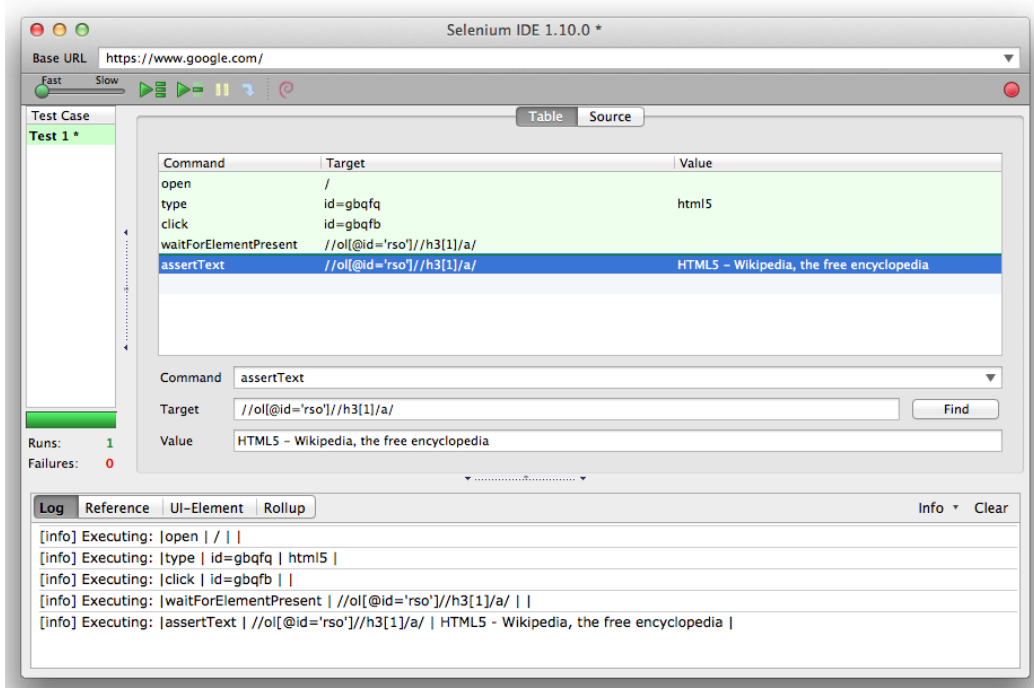 Selenium IDE 1.10.0 *
Base URL https://www.google.com/
Fast Slow
Test Case
Test 1 *
Table Source
Command Target Value
open /
type id=gbqfq html5
click id=gbqfb
waitForElementPresent //ol[@id='rso']//h3[1]/a/
assertText //ol[@id='rso']//h3[1]/a/ HTML5 – Wikipedia, the free encyclopedia
Command assertText
Target //ol[@id='rso']//h3[1]/a/ Find
Value HTML5 – Wikipedia, the free encyclopedia
Runs: 1
Failures: 0
Log Reference UI-Element Rollup Info Clear
[info] Executing: |open | / | |
[info] Executing: |type | id=gbqfq | html5 |
[info] Executing: |click | id=gbqfb | |
[info] Executing: |waitForElementPresent | //ol[@id='rso']//h3[1]/a/ | |
[info] Executing: |assertText | //ol[@id='rso']//h3[1]/a/ | HTML5 - Wikipedia, the free encyclopedia |